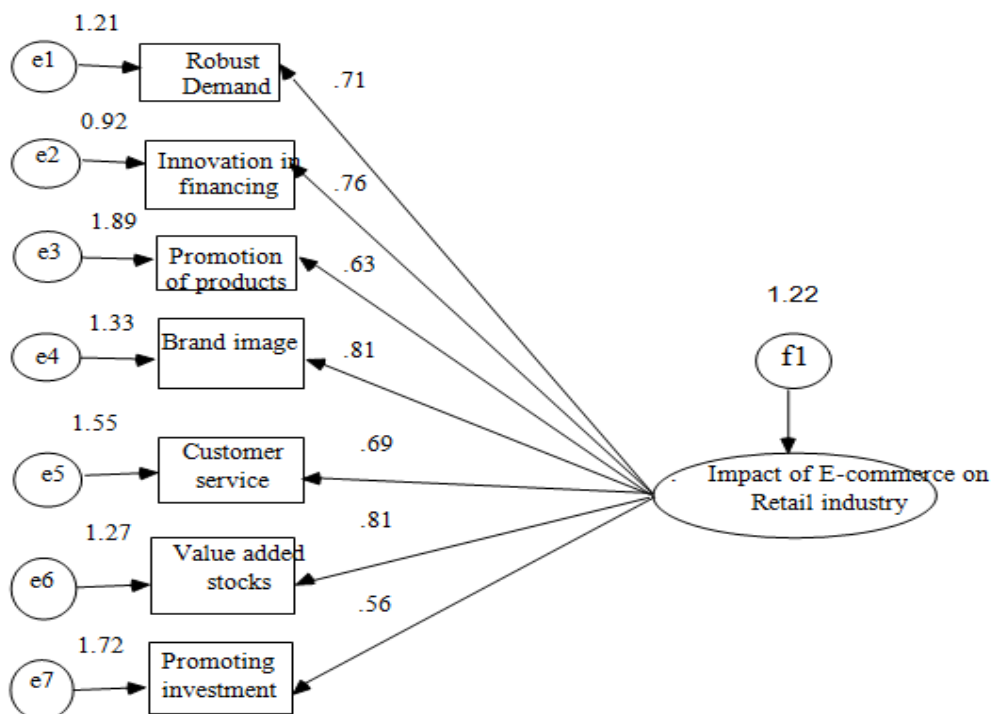 1.21
e1
Robust
Demand
.71
0.92
e2
Innovation in
financing
.76
1.89
e3
Promotion
of products
.63
1.33
e4
Brand image
.81
1.55
e5
Customer
service
.69
1.27
e6
Value added
stocks
.81
1.72
e7
Promoting
investment
.56
1.22
f1
Impact of E-commerce on
Retail industry